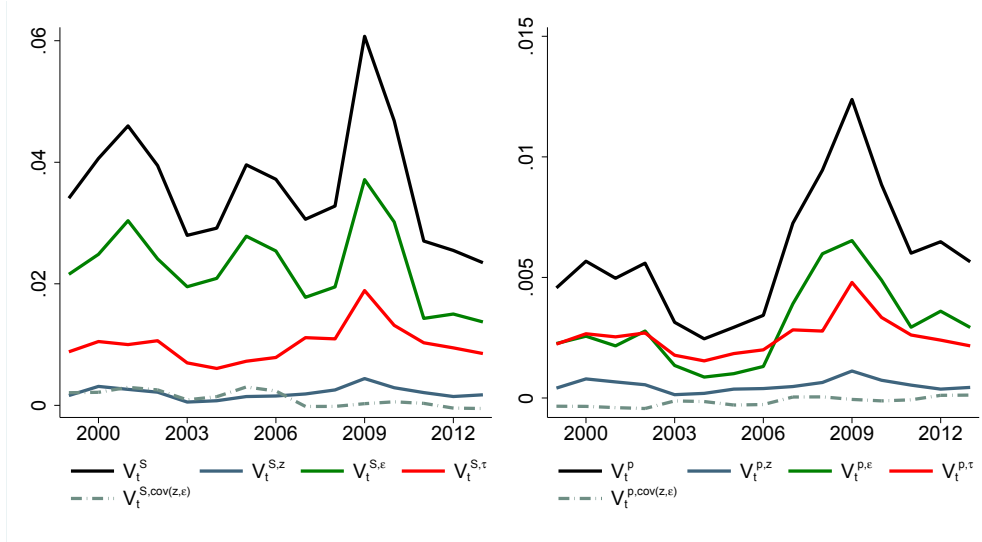 .06
.04
.02
0
2000 2003 2006 2009 2012
V_t^S V_t^{S,z} V_t^{S,ε} V_t^{S,τ}
V_t^{S,cov(z,ε)}
.015
.01
.005
0
2000 2003 2006 2009 2012
V_t^p V_t^{p,z} V_t^{p,ε} V_t^{p,τ}
V_t^{p,cov(z,ε)}